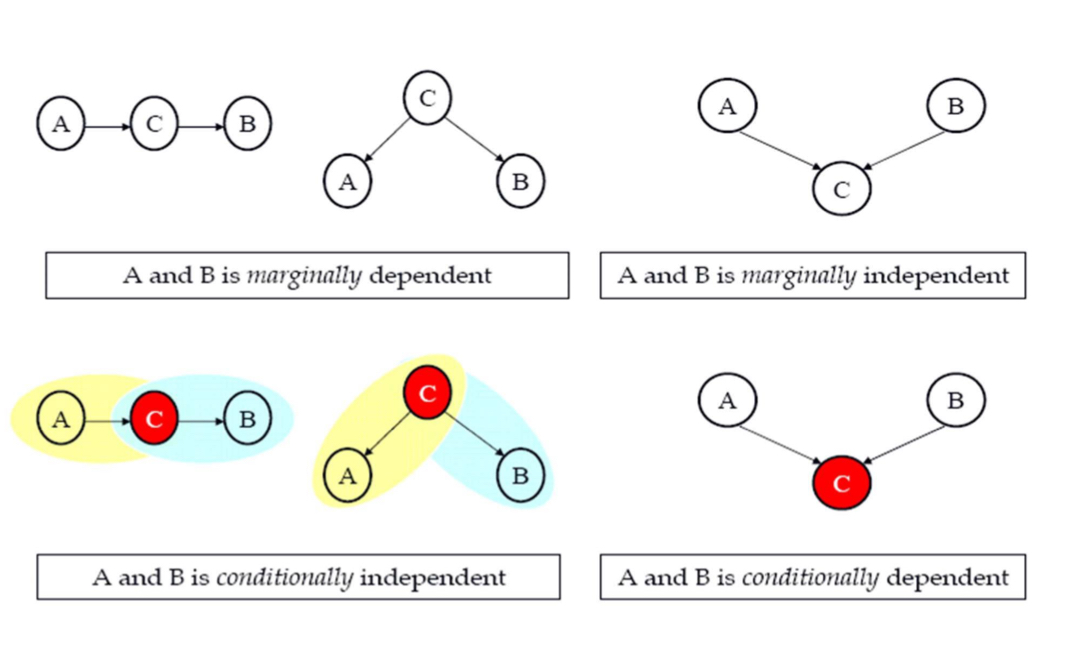 A C B
C
A B
A B
C
A and B is marginally dependent
A and B is marginally independent
A C B
C
A B
A B
C
A and B is conditionally independent
A and B is conditionally dependent